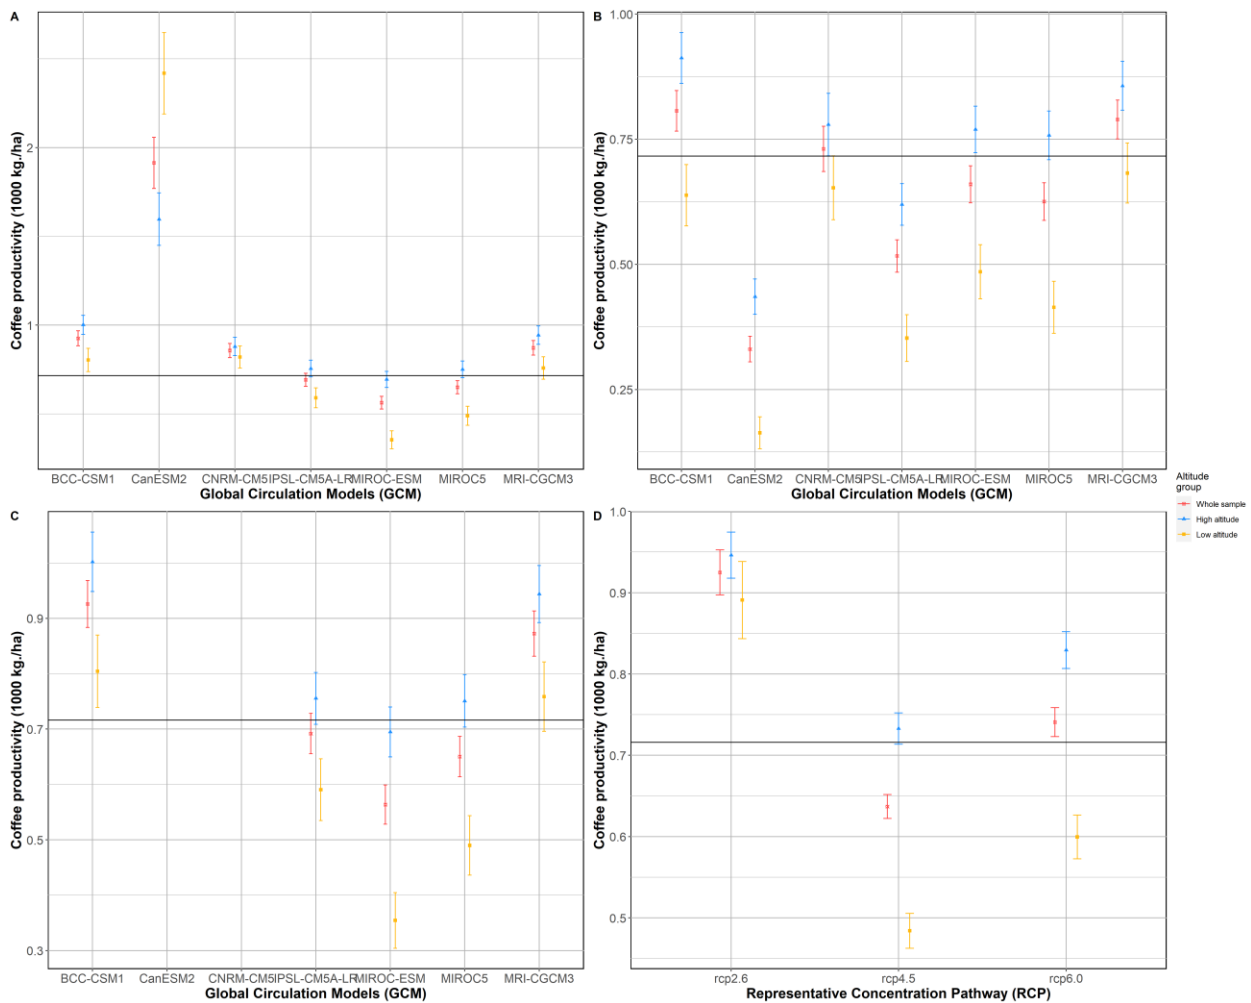 A
Coffee productivity (1000 kg./ha)
2
1
BCC-CSM1 CanESM2 CNRM-CM5 IPSL-CM5A-LR MIROC-ESM MIROC5 MRI-CGCM3
Global Circulation Models (GCM)
B
Coffee productivity (1000 kg./ha)
1.00
0.75
0.50
0.25
BCC-CSM1 CanESM2 CNRM-CM5 IPSL-CM5A-LR MIROC-ESM MIROC5 MRI-CGCM3
Global Circulation Models (GCM)
Altitude
group
Whole sample
High altitude
Low altitude
C
Coffee productivity (1000 kg./ha)
0.9
0.7
0.5
0.3
BCC-CSM1 CanESM2 CNRM-CM5 IPSL-CM5A-LR MIROC-ESM MIROC5 MRI-CGCM3
Global Circulation Models (GCM)
D
Coffee productivity (1000 kg./ha)
1.0
0.9
0.8
0.7
0.6
0.5
rcp2.6 rcp4.5 rcp6.0
Representative Concentration Pathway (RCP)